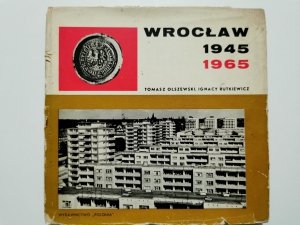 WROCŁAW
1945
1965
TOMASZ OLSZEWSKI, IGNACY RUTKIEWICZ
WYDAWNICTWO „POLONIA”